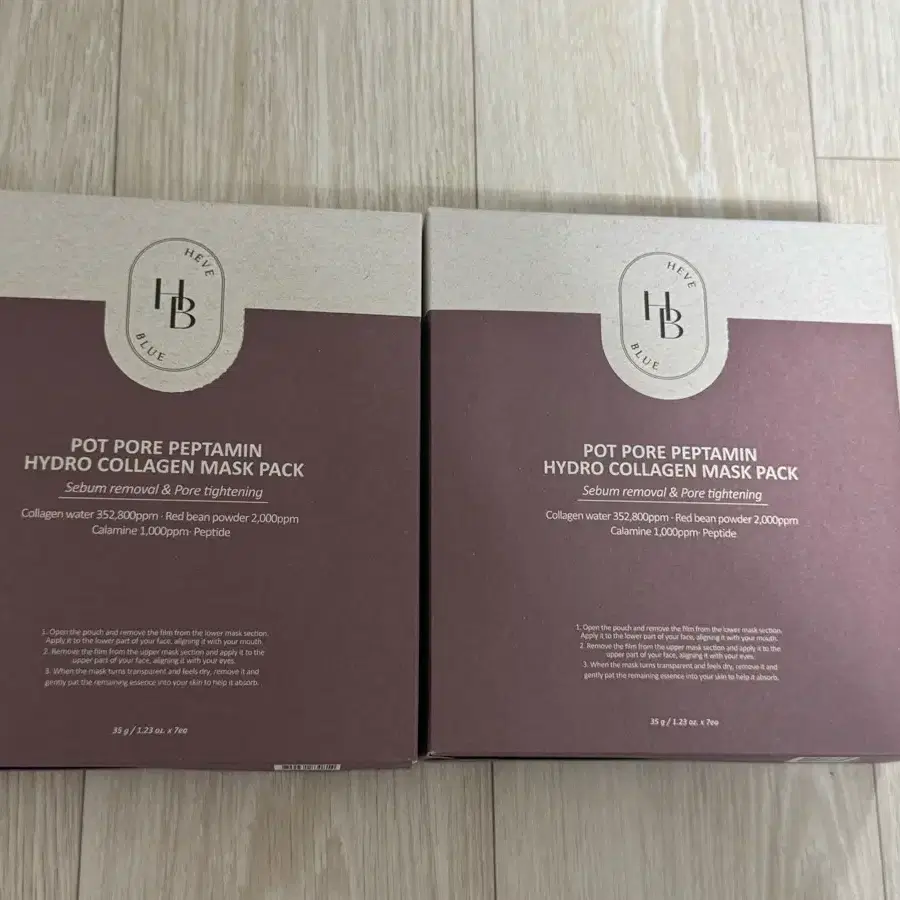 HEVE
HB
BLUE
POT PORE PEPTAMIN
HYDRO COLLAGEN MASK PACK
Sebum removal & Pore tightening
Collagen water 352,800ppm · Red bean powder 2,000ppm
Calamine 1,000ppm· Peptide
1. Open the pouch and remove the film from the lower mask section.
Apply it to the lower part of your face, aligning it with your mouth.
2. Remove the film from the upper mask section and apply it to the
upper part of your face, aligning it with your eyes.
3. When the mask turns transparent and feels dry, remove it and
gently pat the remaining essence into your skin to help it absorb.
35 g / 1.23 oz. x 7ea
HEVE
HB
BLUE
POT PORE PEPTAMIN
HYDRO COLLAGEN MASK PACK
Sebum removal & Pore tightening
Collagen water 352,800ppm · Red bean powder 2,000ppm
Calamine 1,000ppm· Peptide
1. Open the pouch and remove the film from the lower mask section.
Apply it to the lower part of your face, aligning it with your mouth.
2. Remove the film from the upper mask section and apply it to the
upper part of your face, aligning it with your eyes.
3. When the mask turns transparent and feels dry, remove it and
gently pat the remaining essence into your skin to help it absorb.
35 g / 1.23 oz. x 7ea